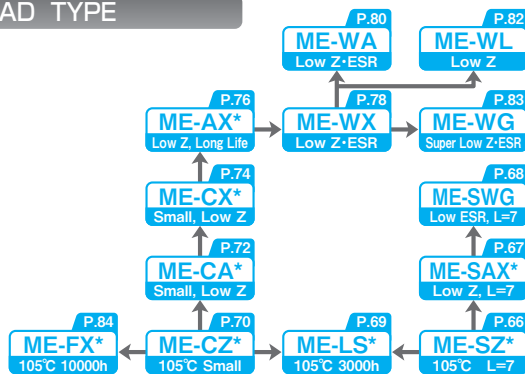 AD TYPE
P.80
ME-WA
Low Z･ESR
P.82
ME-WL
Low Z
P.76
ME-AX*
Low Z, Long Life
P.78
ME-WX
Low Z･ESR
P.83
ME-WG
Super Low Z･ESR
P.74
ME-CX*
Small, Low Z
P.68
ME-SWG
Low ESR, L=7
P.72
ME-CA*
Small, Low Z
P.67
ME-SAX*
Low Z, L=7
P.84
ME-FX*
105℃ 10000h
P.70
ME-CZ*
105℃ Small
P.69
ME-LS*
105℃ 3000h
P.66
ME-SZ*
105℃ L=7